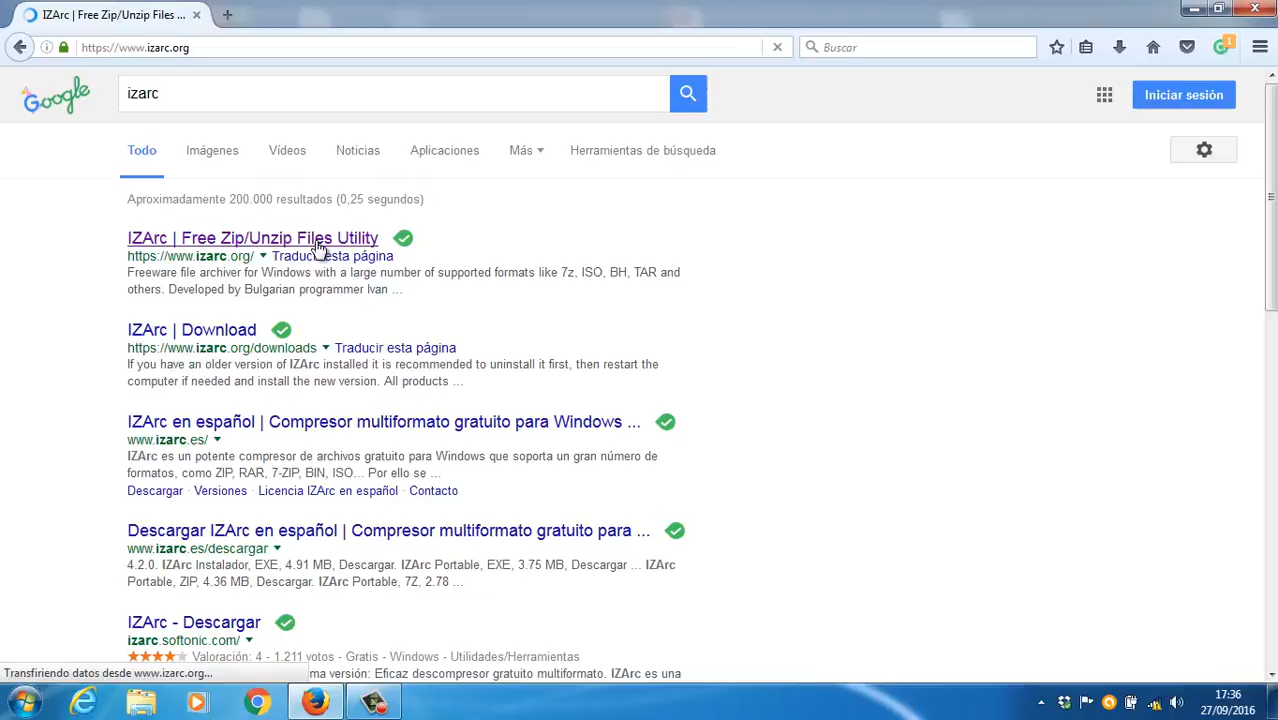 IZArc | Free Zip/Unzip Files ...
https://www.izarc.org
Buscar
1
Google
izarc
Iniciar sesión
Todo Imágenes Vídeos Noticias Aplicaciones Más Herramientas de búsqueda
Aproximadamente 200.000 resultados (0,25 segundos)
IZArc | Free Zip/Unzip Files Utility
https://www.izarc.org/ Traducir esta página
Freeware file archiver for Windows with a large number of supported formats like 7z, ISO, BH, TAR and
others. Developed by Bulgarian programmer Ivan ...
IZArc | Download
https://www.izarc.org/downloads Traducir esta página
If you have an older version of IZArc installed it is recommended to uninstall it first, then restart the
computer if needed and install the new version. All products ...
IZArc en español | Compresor multiformato gratuito para Windows ...
www.izarc.es/
IZArc es un potente compresor de archivos gratuito para Windows que soporta un gran número de
formatos, como ZIP, RAR, 7-ZIP, BIN, ISO... Por ello se ...
Descargar · Versiones · Licencia IZArc en español · Contacto
Descargar IZArc en español | Compresor multiformato gratuito para ...
www.izarc.es/descargar
4.2.0. IZArc Instalador, EXE, 4.91 MB, Descargar. IZArc Portable, EXE, 3.75 MB, Descargar ... IZArc
Portable, ZIP, 4.36 MB, Descargar. IZArc Portable, 7Z, 2.78 ...
IZArc - Descargar
izarc.softonic.com/
Valoración: 4 - 1.211 votos - Gratis - Windows - Utilidades/Herramientas
Transfiriendo datos desde www.izarc.org...
ma versión: Eficaz descompresor gratuito multiformato. IZArc es una
17:36
27/09/2016